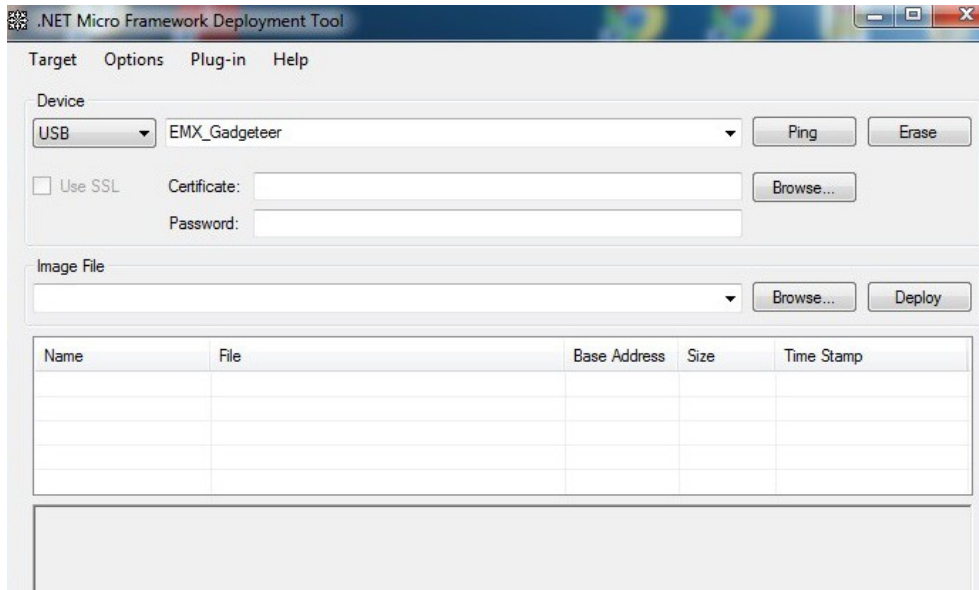 .NET Micro Framework Deployment Tool
Target Options Plug-in Help
Device
USB EMX_Gadgeteer Ping Erase
Use SSL Certificate: Browse...
Password:
Image File
Browse... Deploy
Name File Base Address Size Time Stamp